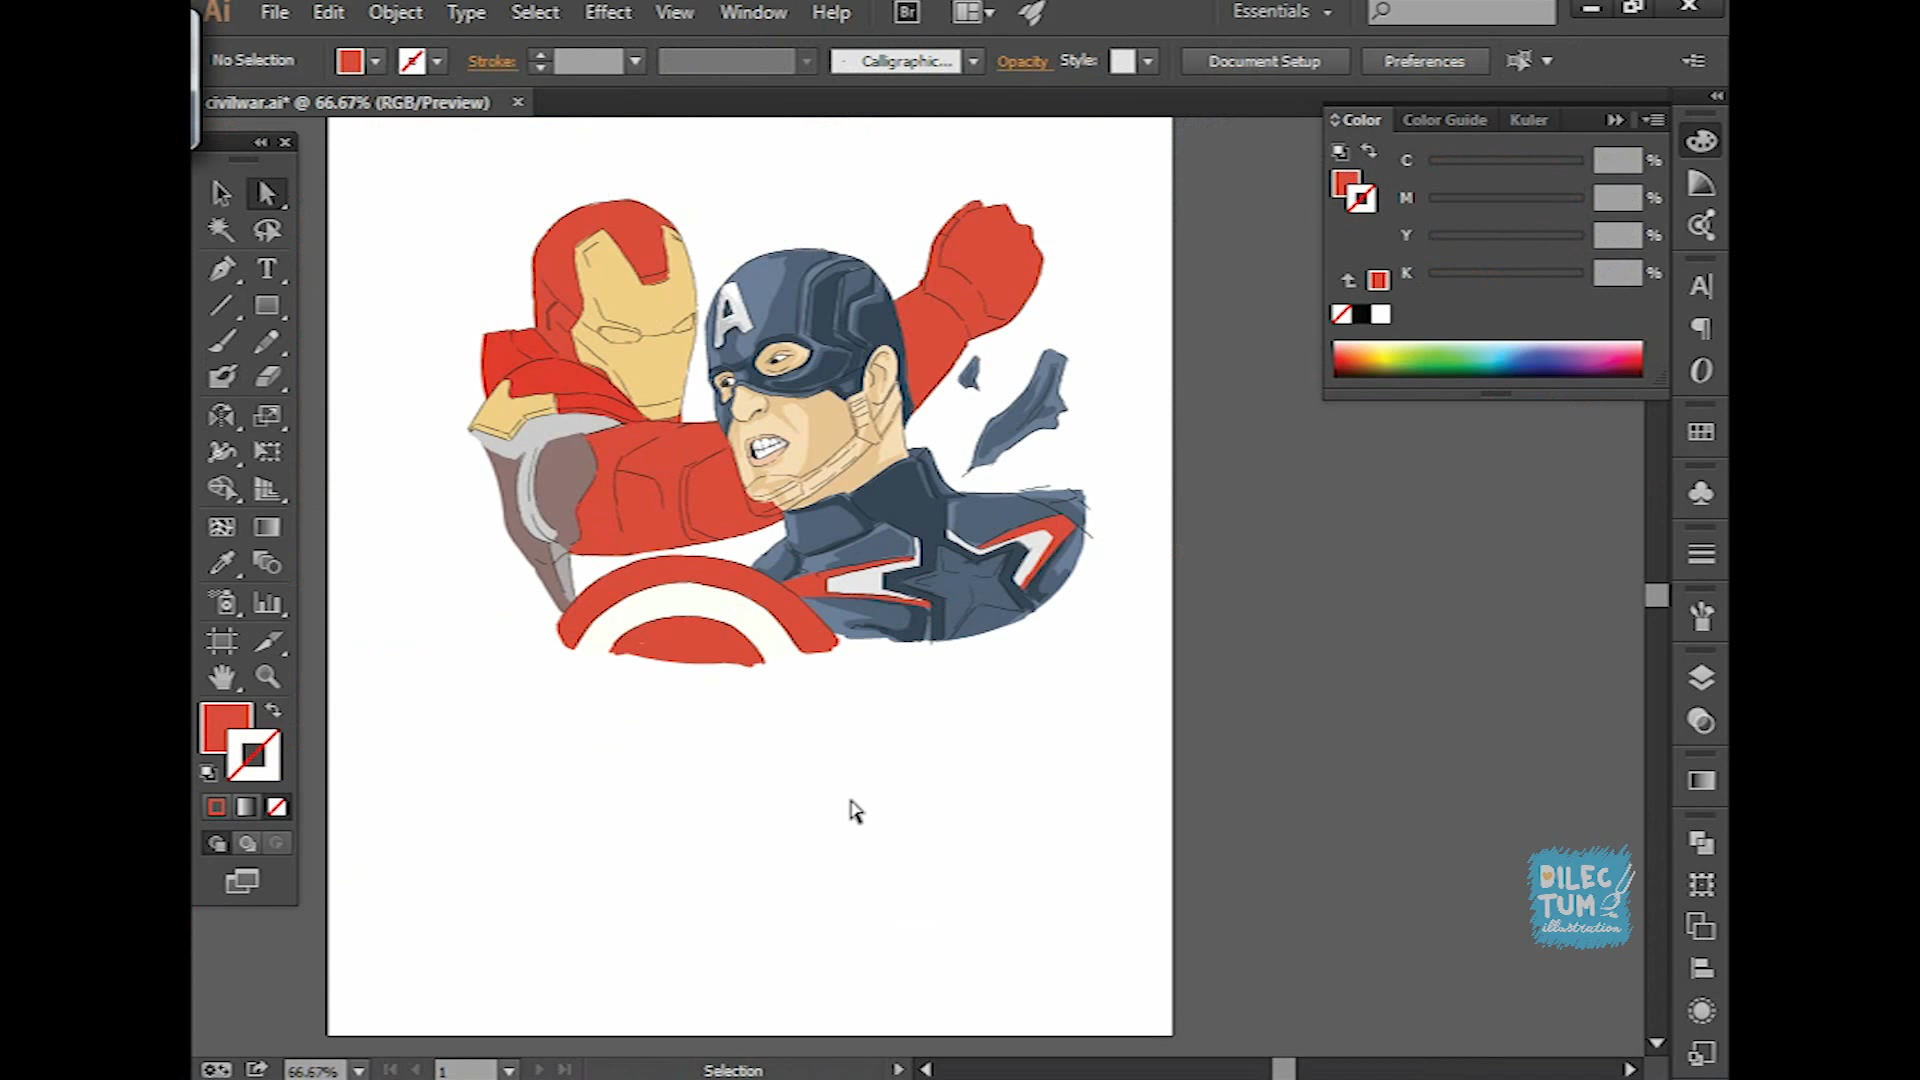 Ai File Edit Object Type Select Effect View Window Help Br Essentials
No Selection Stroke: Calligraphic... Opacity Style: Document Setup Preferences
civilwar.ai* @ 66.67% (RGB/Preview)
Color Color Guide Kuler
C %
M %
Y %
K %
A
DILEC
TUM
illustration
66.67% 1 Selection